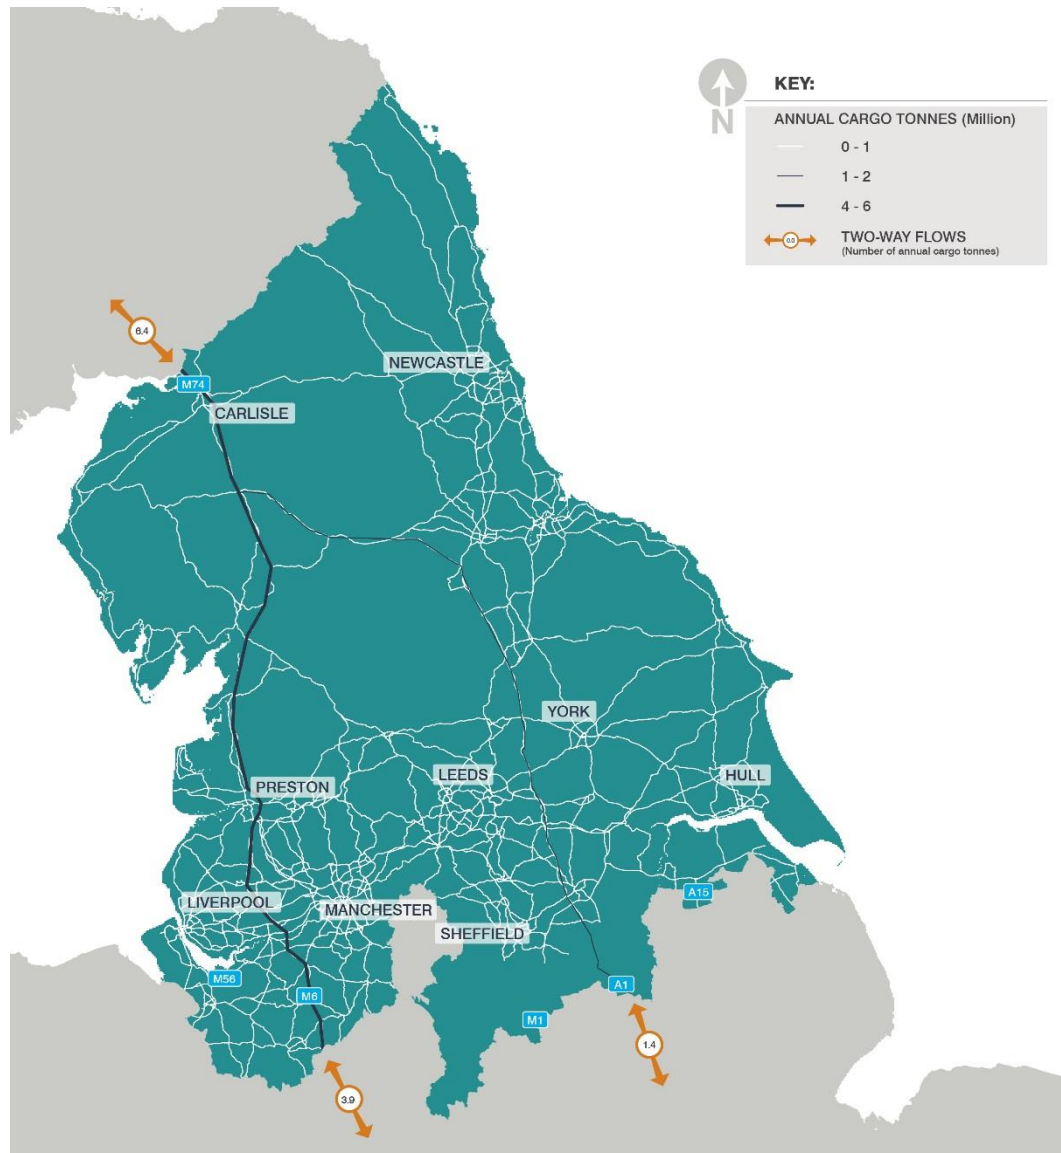 KEY:
N
ANNUAL CARGO TONNES (Million)
0 - 1
1 - 2
4 - 6
0.0
TWO-WAY FLOWS
(Number of annual cargo tonnes)
6.4
M74
NEWCASTLE
CARLISLE
YORK
LEEDS
HULL
PRESTON
A15
LIVERPOOL
MANCHESTER
SHEFFIELD
M56
A1
M6
M1
1.4
3.9